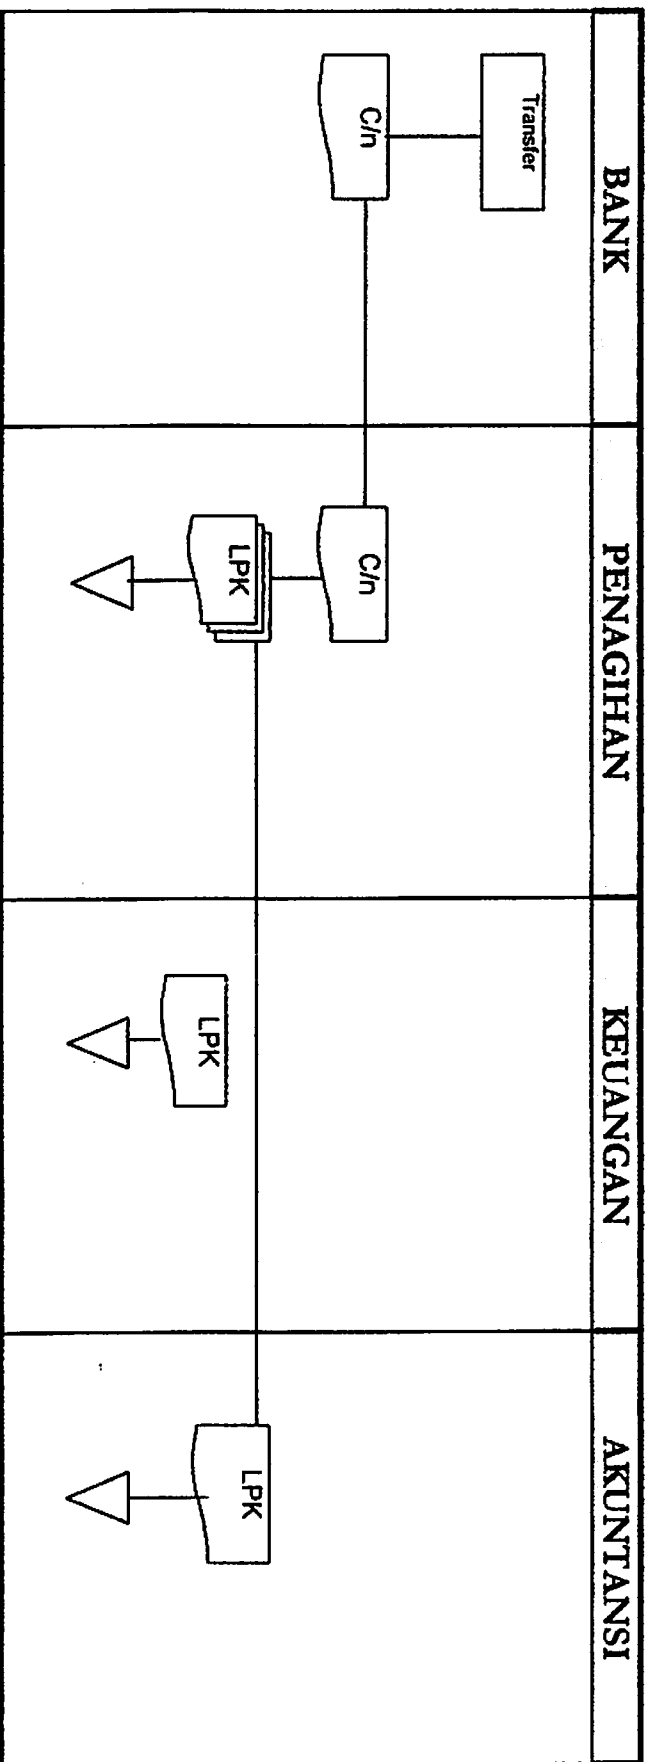 BANK
PENAGIHAN
KEUANGAN
AKUNTANSI
Transfer
C/n
C/n
LPK
LPK
LPK